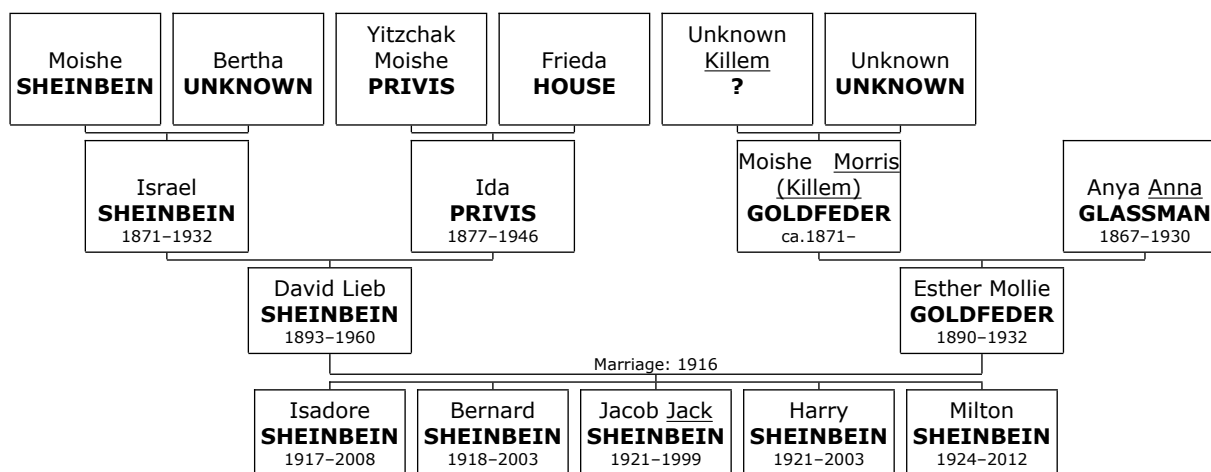 Moishe
SHEINBEIN
Bertha
UNKNOWN
Yitzchak
Moishe
PRIVIS
Frieda
HOUSE
Unknown
Killem
?
Unknown
UNKNOWN
Israel
SHEINBEIN
1871–1932
Ida
PRIVIS
1877–1946
Moishe Morris
(Killem)
GOLDFEDER
ca.1871–
Anya Anna
GLASSMAN
1867–1930
David Lieb
SHEINBEIN
1893–1960
Esther Mollie
GOLDFEDER
1890–1932
Marriage: 1916
Isadore
SHEINBEIN
1917–2008
Bernard
SHEINBEIN
1918–2003
Jacob Jack
SHEINBEIN
1921–1999
Harry
SHEINBEIN
1921–2003
Milton
SHEINBEIN
1924–2012